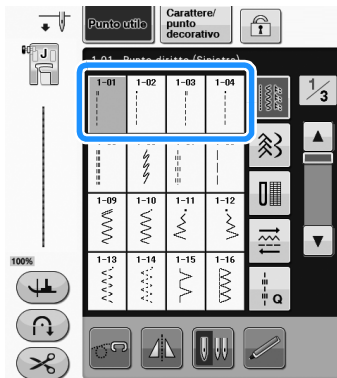 Punto utile
Carattere/
punto
decorativo
J
1-01 Punto diritto (Sinistro)
1-01 1-02 1-03 1-04
1/3
1-09 1-10 1-11 1-12
1-13 1-14 1-15 1-16
100%
Q